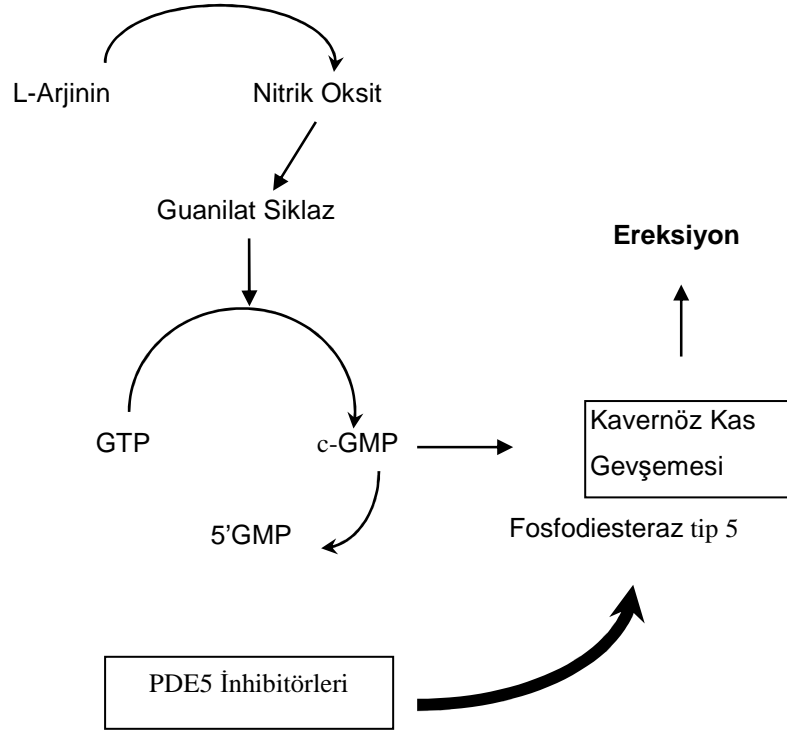 L-Arjinin
Nitrik Oksit
Guanilat Siklaz
Ereksiyon
GTP
c-GMP
Kavernöz Kas
Gevşemesi
5'GMP
Fosfodiesteraz tip 5
PDE5 İnhibitörleri